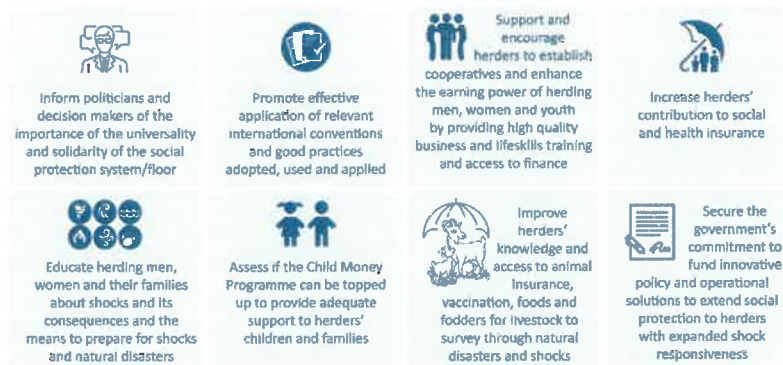 Inform politicians and
decision makers of the
importance of the universality
and solidarity of the social
protection system/floor
Promote effective
application of relevant
international conventions
and good practices
adopted, used and applied
Support and
encourage
herders to establish
cooperatives and enhance
the earning power of herding
men, women and youth
by providing high quality
business and lifeskills training
and access to finance
Increase herders'
contribution to social
and health insurance
Educate herding men,
women and their families
about shocks and its
consequences and the
means to prepare for shocks
and natural disasters
Assess if the Child Money
Programme can be topped
up to provide adequate
support to herders'
children and families
Improve
herders'
knowledge and
access to animal
insurance,
vaccination, foods and
fodders for livestock to
survey through natural
disasters and shocks
Secure the
government's
commitment to
fund innovative
policy and operational
solutions to extend social
protection to herders
with expanded shock
responsiveness